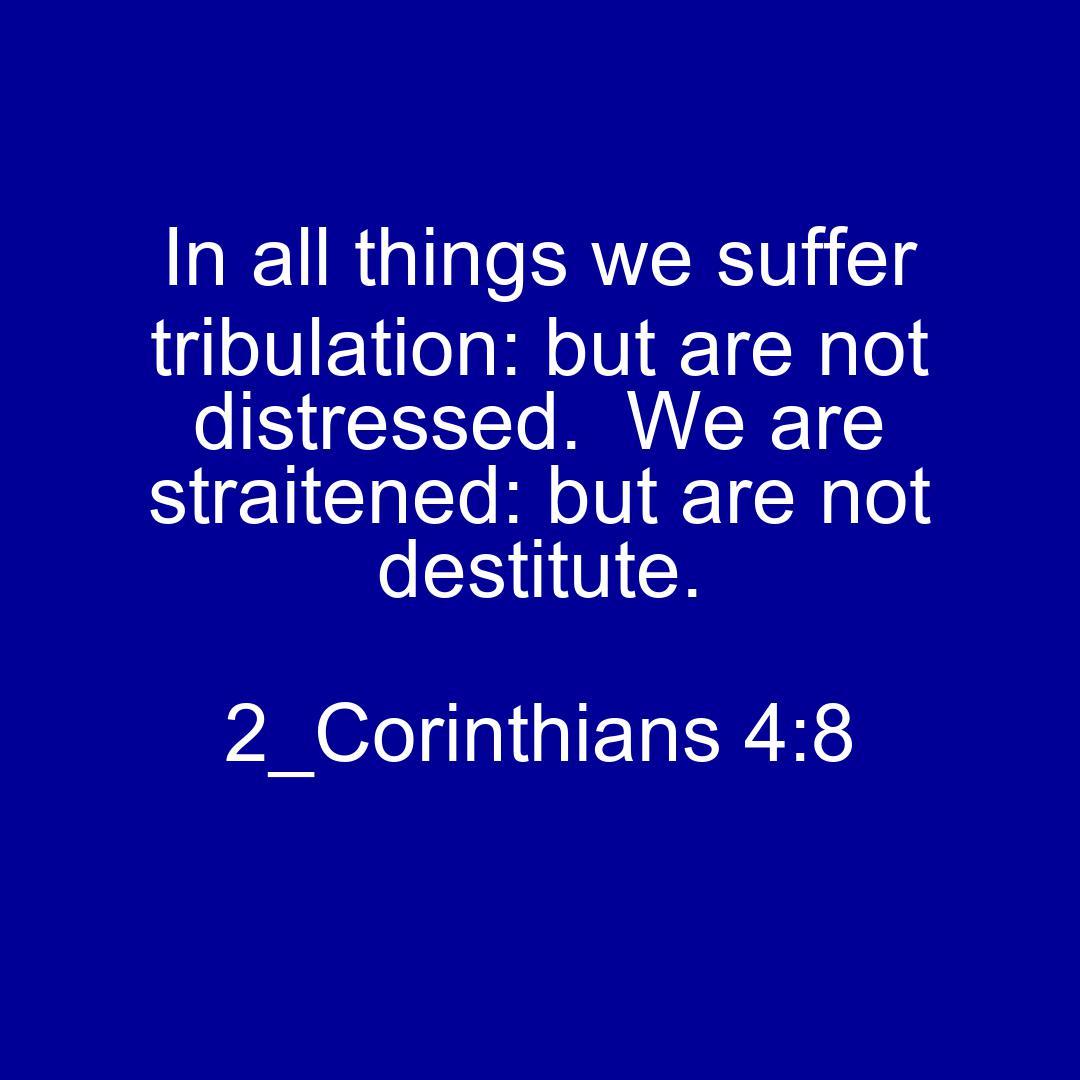 In all things we suffer
tribulation: but are not
distressed.  We are
straitened: but are not
destitute.
2_Corinthians 4:8